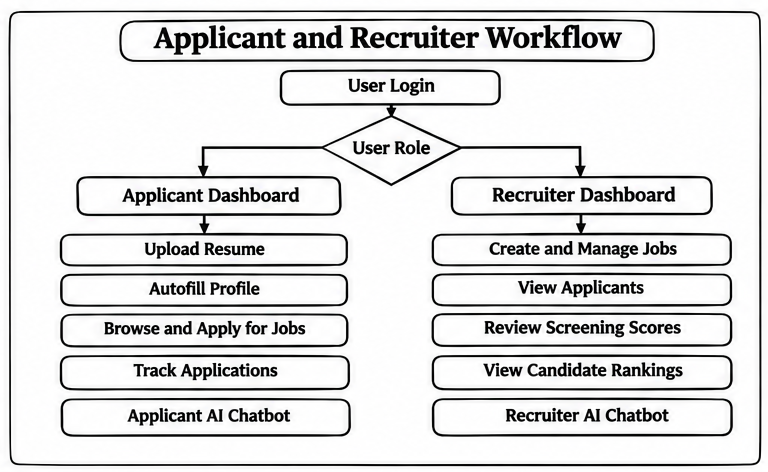 Applicant and Recruiter Workflow
User Login
User Role
Applicant Dashboard
Upload Resume
Autofill Profile
Browse and Apply for Jobs
Track Applications
Applicant AI Chatbot
Recruiter Dashboard
Create and Manage Jobs
View Applicants
Review Screening Scores
View Candidate Rankings
Recruiter AI Chatbot